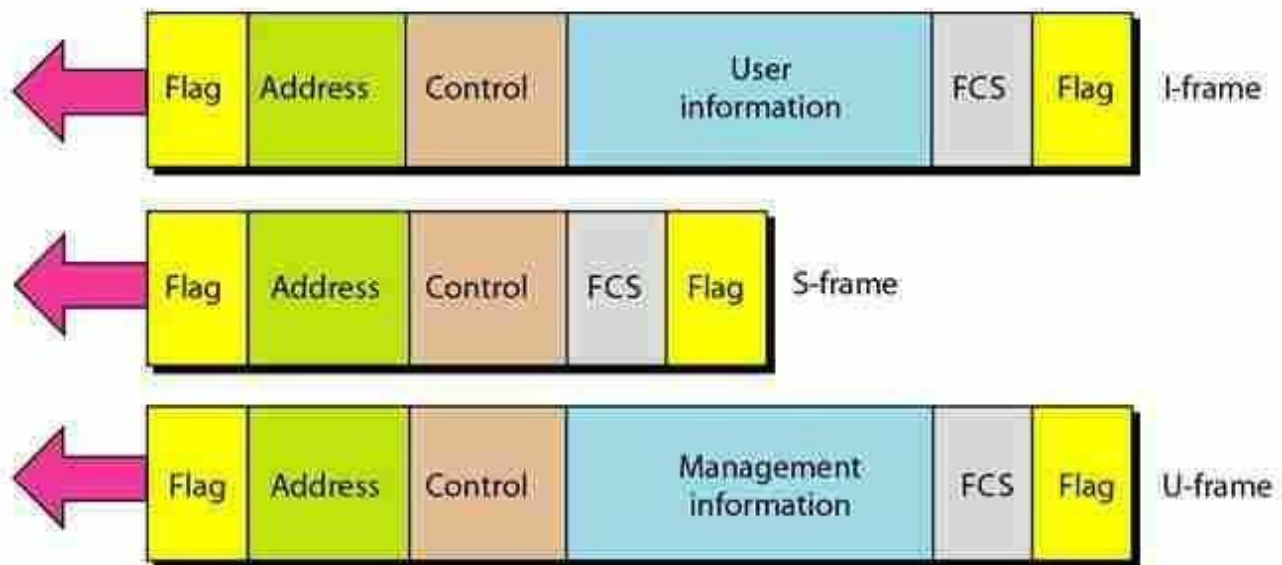 Flag Address Control User information FCS Flag I-frame
Flag Address Control FCS Flag S-frame
Flag Address Control Management information FCS Flag U-frame